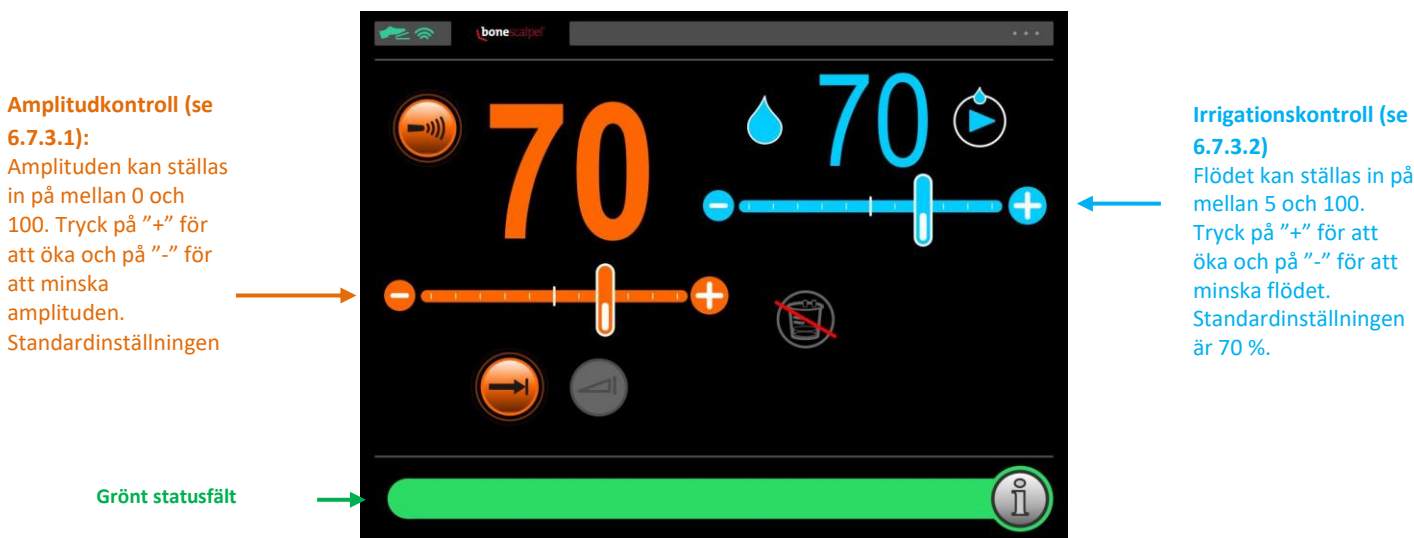 bonescalpel
70
70
Amplitudkontroll (se
6.7.3.1):
Amplituden kan ställas
in på mellan 0 och
100. Tryck på ”+” för
att öka och på ”-” för
att minska
amplituden.
Standardinställningen
Irrigationskontroll (se
6.7.3.2)
Flödet kan ställas in på
mellan 5 och 100.
Tryck på ”+” för att
öka och på ”-” för att
minska flödet.
Standardinställningen
är 70 %.
Grönt statusfält
i